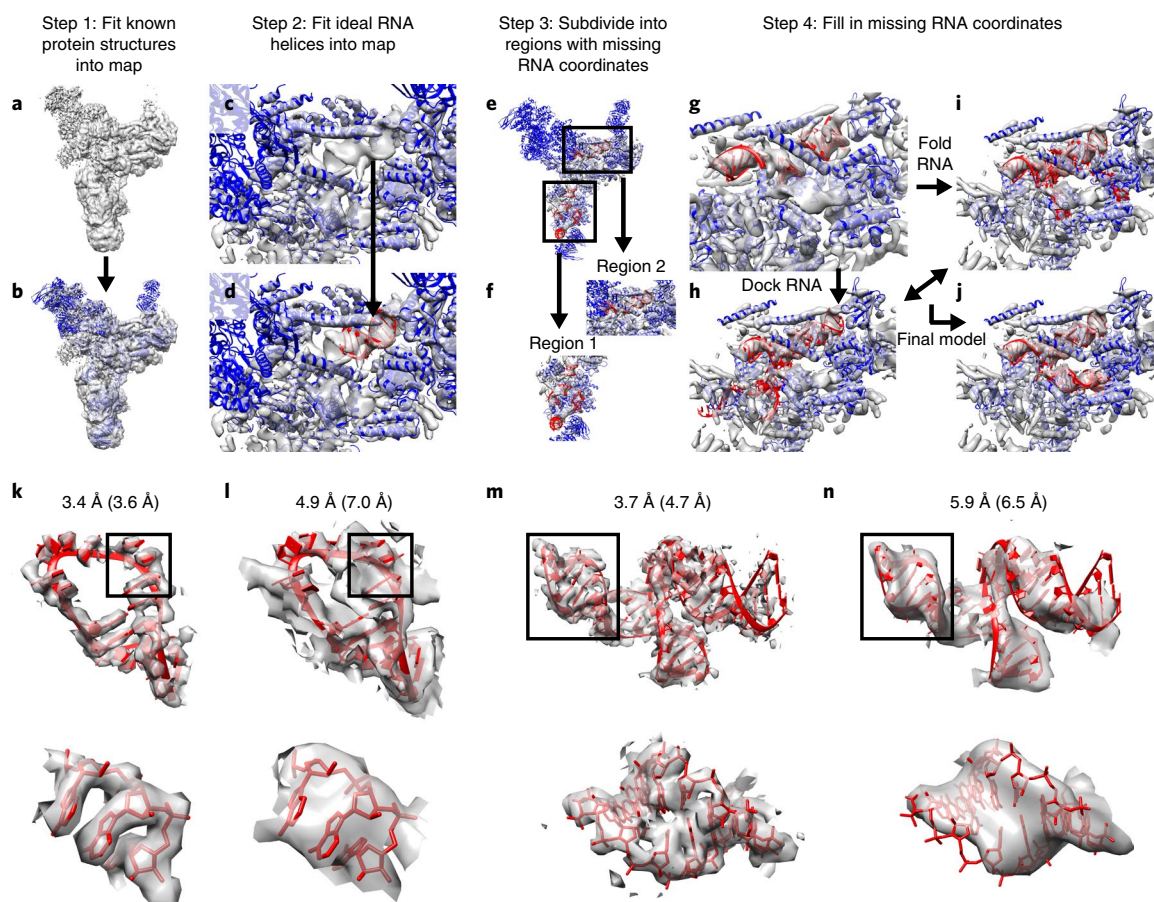 Step 1: Fit known
protein structures
into map
Step 2: Fit ideal RNA
helices into map
Step 3: Subdivide into
regions with missing
RNA coordinates
Step 4: Fill in missing RNA coordinates
a
b
c
d
e
Region 2
f
Region 1
g
Fold
RNA
i
Dock RNA
h
j
Final model
k
3.4 Å (3.6 Å)
l
4.9 Å (7.0 Å)
m
3.7 Å (4.7 Å)
n
5.9 Å (6.5 Å)